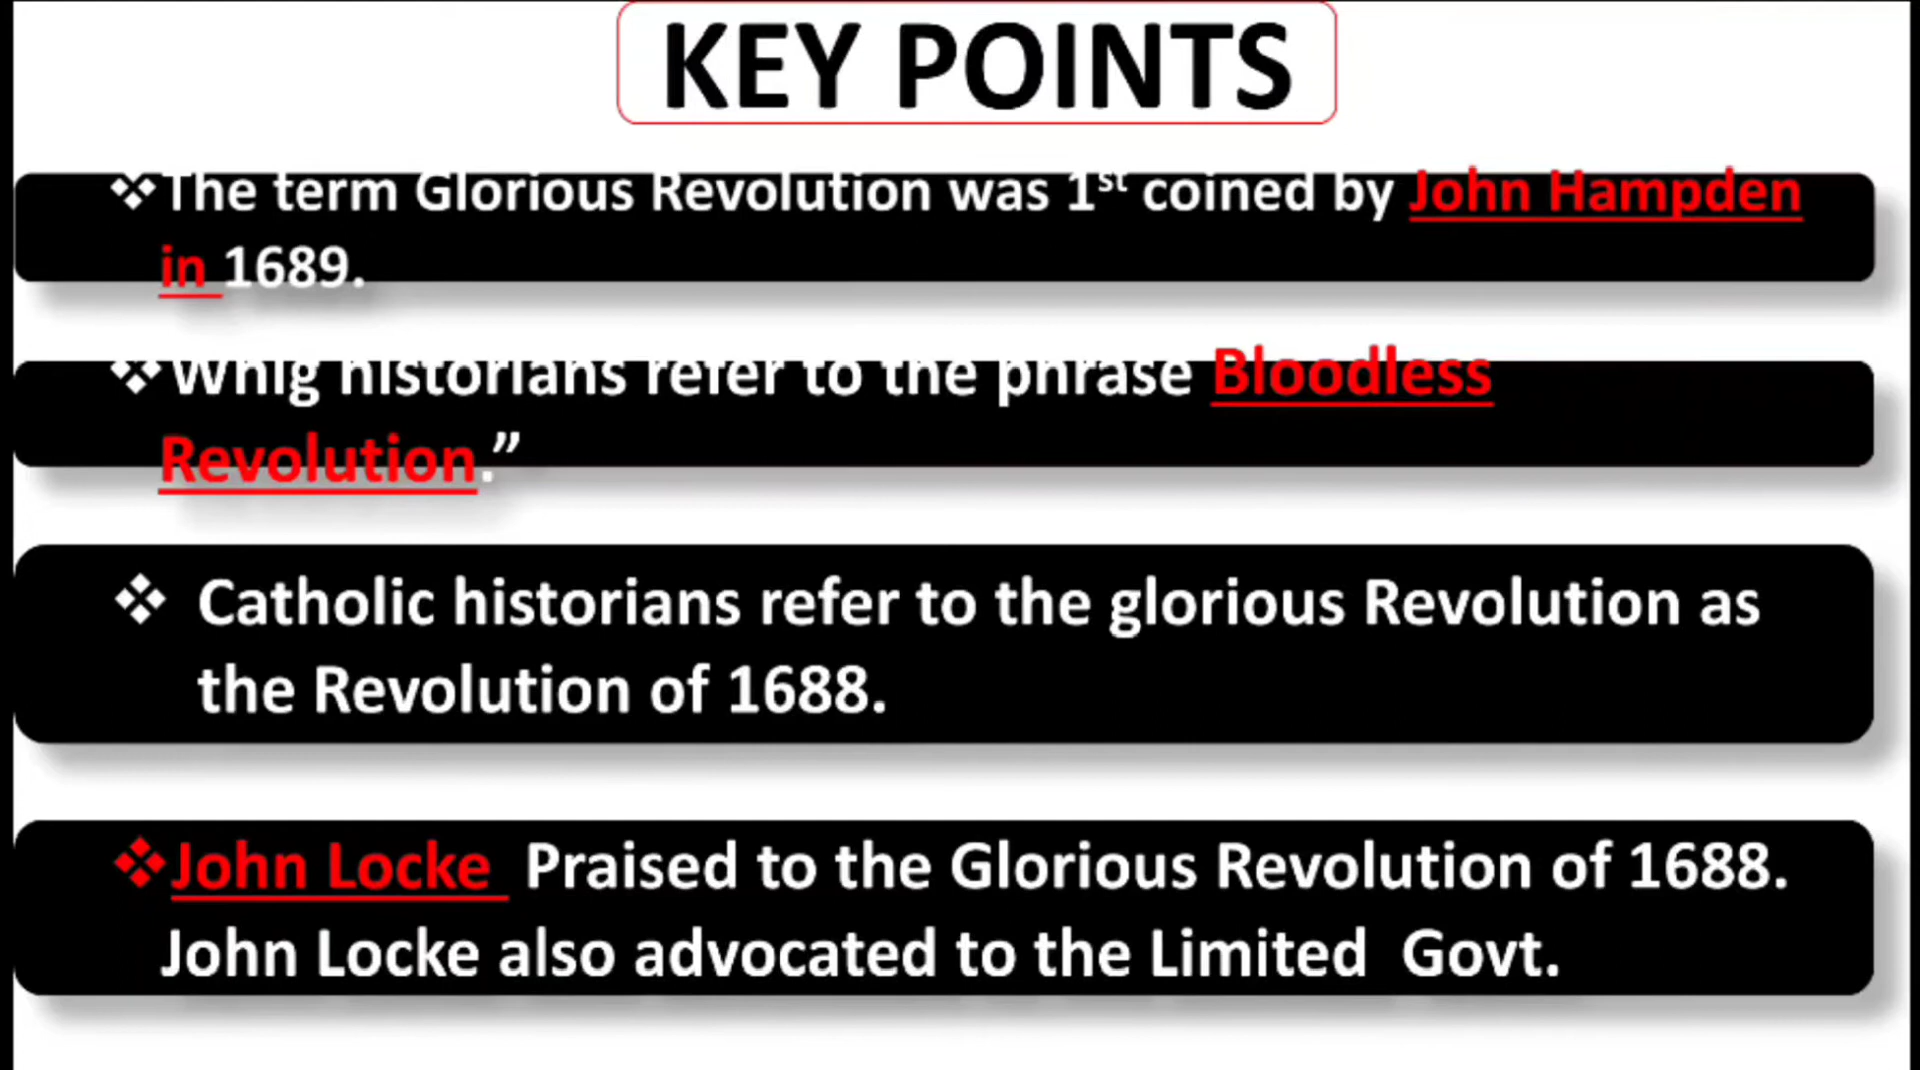 KEY POINTS
❖The term Glorious Revolution was 1st coined by John Hampden
in 1689.
❖Whig historians refer to the phrase Bloodless
Revolution.”
❖ Catholic historians refer to the glorious Revolution as
the Revolution of 1688.
❖John Locke Praised to the Glorious Revolution of 1688.
John Locke also advocated to the Limited Govt.